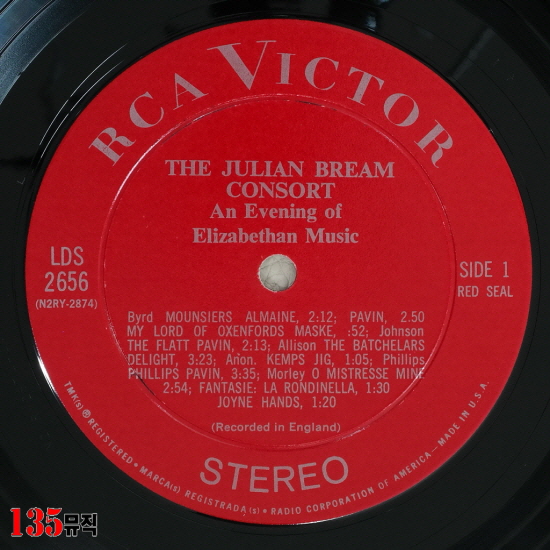 RCA VICTOR
THE JULIAN BREAM
CONSORT
An Evening of
Elizabethan Music
LDS
2656
(N2RY-2874)
SIDE 1
RED SEAL
Byrd MOUNSIERS ALMAINE, 2:12; PAVIN, 2.50
MY LORD OF OXENFORDS MASKE, :52; Johnson
THE FLATT PAVIN, 2:13; Allison THE BATCHELARS
DELIGHT, 3:23; Anon. KEMPS JIG, 1:05; Phillips
PHILLIPS PAVIN, 3:35; Morley O MISTRESSE MINE
2:54; FANTASIE: LA RONDINELLA, 1:30
JOYNE HANDS, 1:20
(Recorded in England)
STEREO
TMK(s) ® REGISTERED • MARCA(s) REGISTRADA(s) • RADIO CORPORATION OF AMERICA—MADE IN U.S.A.
135뮤직